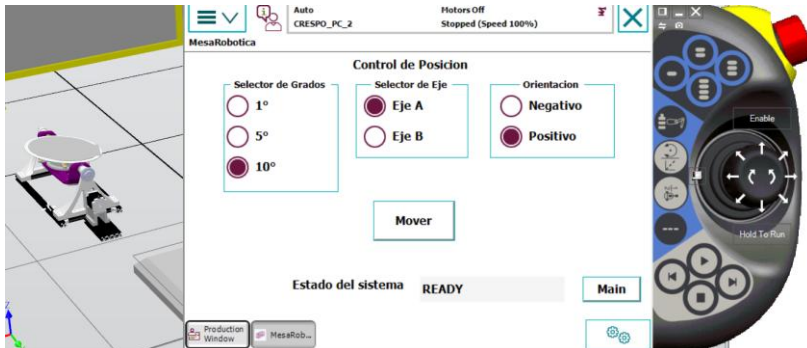 Auto
CRESPO_PC_2
Motors Off
Stopped (Speed 100%)
MesaRobotica
Control de Posicion
Selector de Grados
1°
5°
10°
Selector de Eje
Eje A
Eje B
Orientacion
Negativo
Positivo
Mover
Estado del sistema
READY
Main
Production
Window
MesaRob...
Enable
Hold To Run
Z